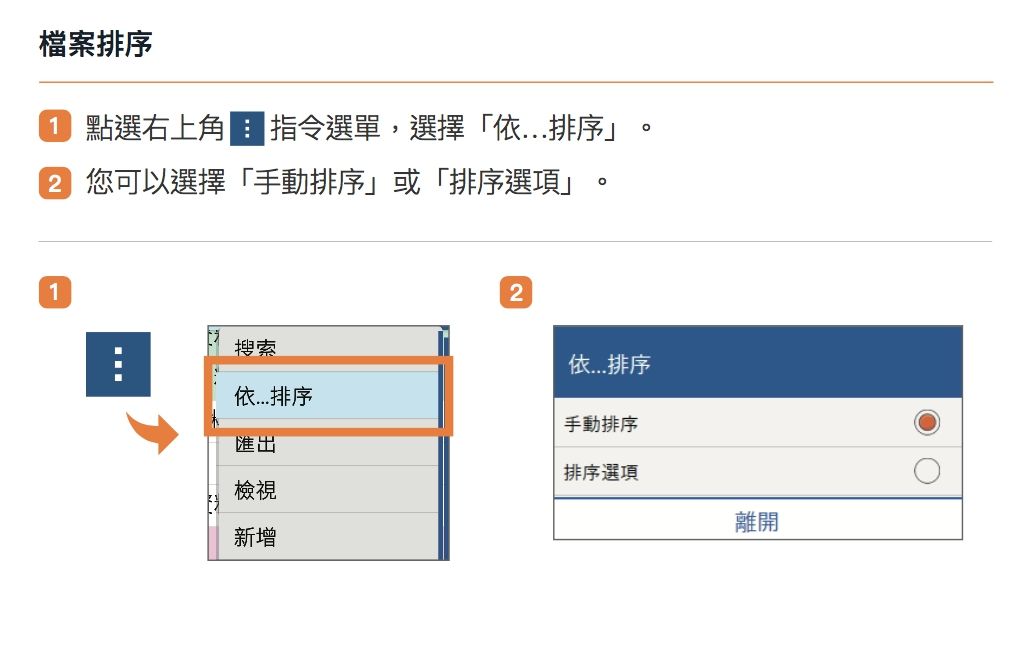 檔案排序
1 點選右上角 ⋮ 指令選單，選擇「依…排序」。
2 您可以選擇「手動排序」或「排序選項」。
1
搜索
依...排序
匯出
檢視
新增
2
依...排序
手動排序
排序選項
離開